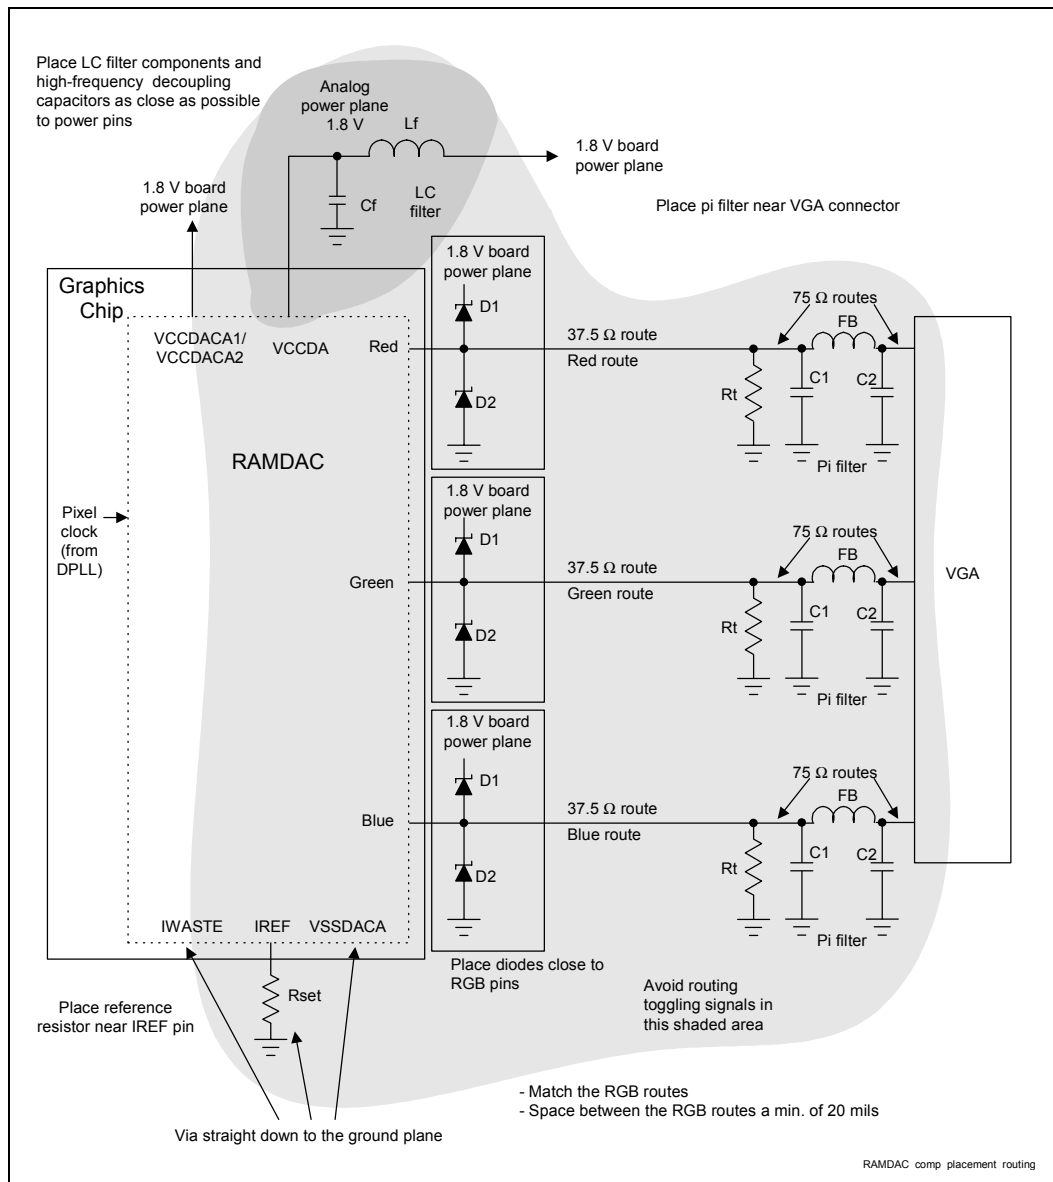 Place LC filter components and
high-frequency decoupling
capacitors as close as possible
to power pins
Analog
power plane
1.8 V
Lf
1.8 V board
power plane
Cf
LC
filter
1.8 V board
power plane
Place pi filter near VGA connector
Graphics
Chip
VCCDACA1/
VCCDACA2
VCCDA
Red
1.8 V board
power plane
D1
D2
37.5 Ω route
Red route
75 Ω routes
FB
Rt
C1
C2
Pi filter
RAMDAC
Pixel
clock
(from
DPLL)
Green
1.8 V board
power plane
D1
D2
37.5 Ω route
Green route
75 Ω routes
FB
Rt
C1
C2
Pi filter
VGA
Blue
1.8 V board
power plane
D1
D2
37.5 Ω route
Blue route
75 Ω routes
FB
Rt
C1
C2
Pi filter
IWASTE
IREF
VSSDACA
Place diodes close to
RGB pins
Rset
Place reference
resistor near IREF pin
Avoid routing
toggling signals in
this shaded area
- Match the RGB routes
- Space between the RGB routes a min. of 20 mils
Via straight down to the ground plane
RAMDAC comp placement routing